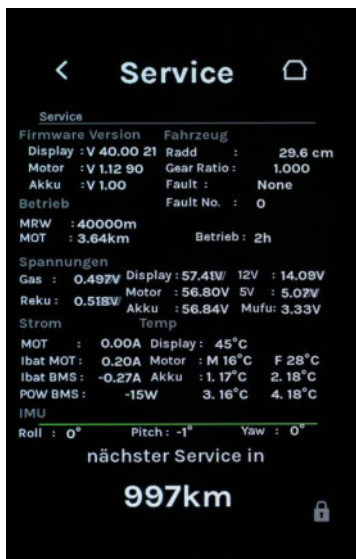 Service
Service
Firmware Version Fahrzeug
Display : V 40.00 21 Radd : 29.6 cm
Motor : V 1.12 90 Gear Ratio : 1.000
Akku : V 1.00 Fault : None
Betrieb Fault No. : 0
MRW : 40000m
MOT : 3.64km Betrieb : 2h
Spannungen
Gas : 0.497V Display : 57.41V 12V : 14.09V
Motor : 56.80V 5V : 5.07V
Reku : 0.518V Akku : 56.84V Mufu: 3.33V
Strom Temp
MOT : 0.00A Display : 45°C
Ibat MOT : 0.20A Motor : M 16°C F 28°C
Ibat BMS : -0.27A Akku : 1. 17°C 2. 18°C
POW BMS : -15W 3. 16°C 4. 18°C
IMU
Roll : 0° Pitch : -1° Yaw : 0°
nächster Service in
997km